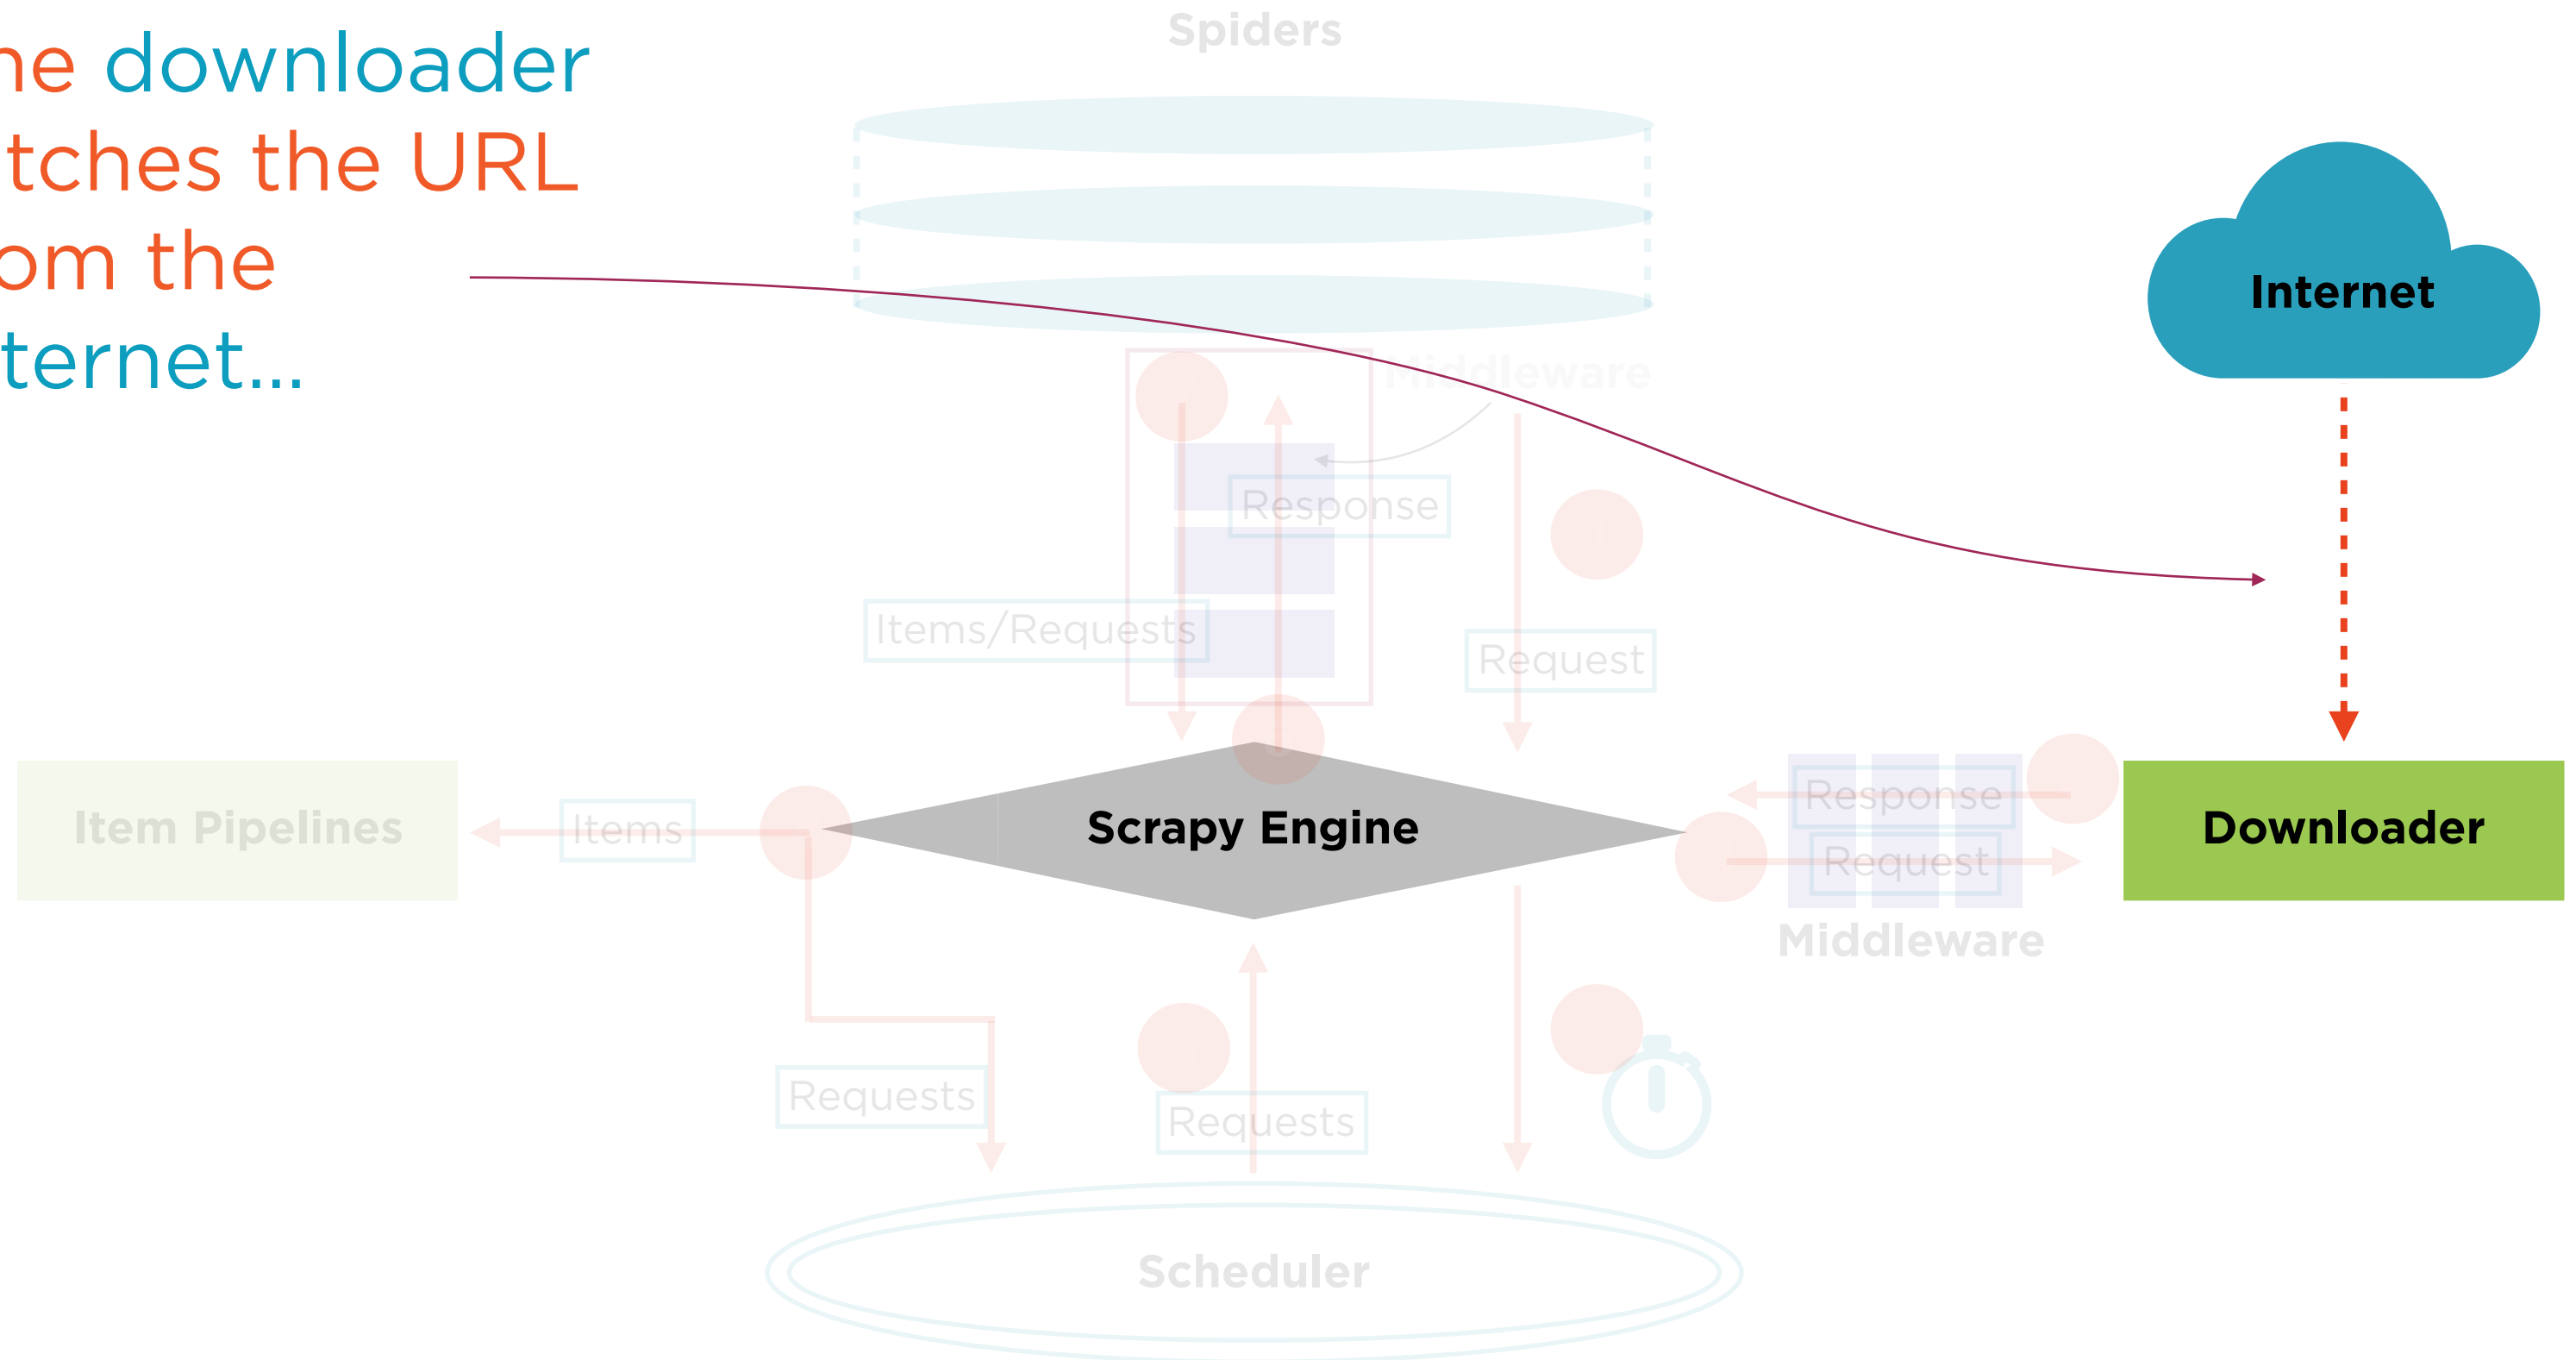 ne downloader
tches the URL
om the
ternet...
Spiders
Internet
Middleware
Response
Items/Requests
Request
Item Pipelines
Items
Scrapy Engine
Response
Request
Downloader
Middleware
Requests
Requests
Scheduler